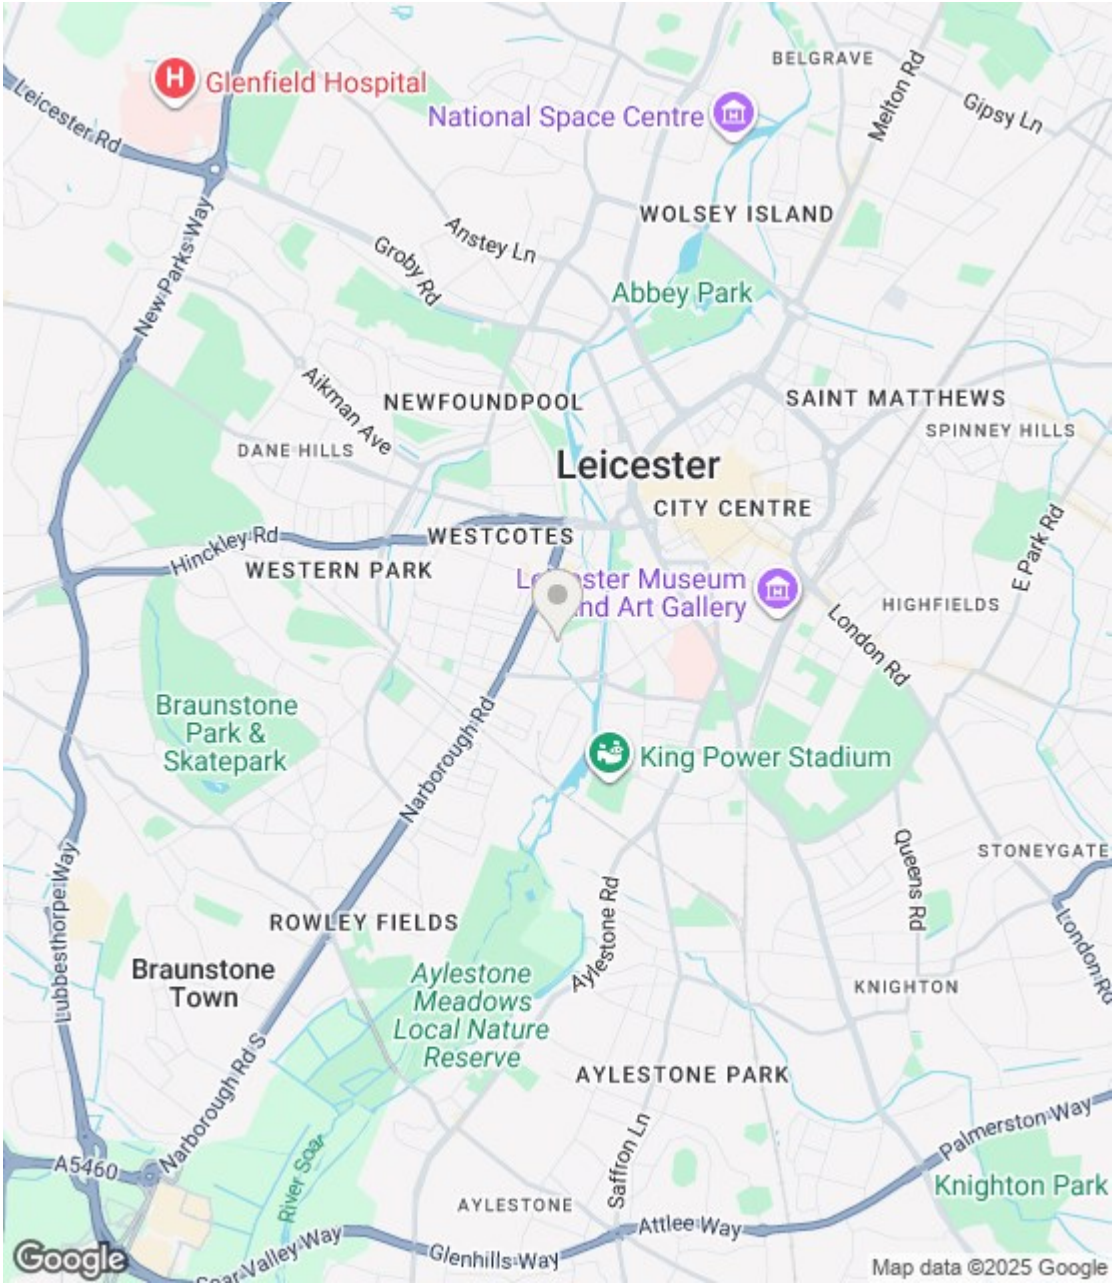 BELGRAVE
Melton Rd
Gipsy Ln
H
Glenfield Hospital
Leicester Rd
National Space Centre
WOLSEY ISLAND
Anstey Ln
Groby Rd
New Parks Way
Abbey Park
Aikman Ave
NEWFOUNDPOOL
SAINT MATTHEWS
SPINNEY HILLS
DANE HILLS
Leicester
CITY CENTRE
E Park Rd
Hinckley Rd
WESTCOTES
WESTERN PARK
Museum
Art Gallery
HIGHFIELDS
London Rd
Braunstone
Park &
Skatepark
Narborough Rd
King Power Stadium
Queens Rd
STONEYGATE
Lubbesthorpe Way
Aylestone Rd
London Rd
ROWLEY FIELDS
Braunstone
Town
Aylestone
Meadows
Local Nature
Reserve
KNIGHTON
AYLESTONE PARK
Narborough Rd S
Saffron Ln
Palmerston Way
A5460
River Soar
Knighton Park
AYLESTONE
Attlee Way
Soar Valley Way
Glenhills Way
Google
Map data ©2025 Google